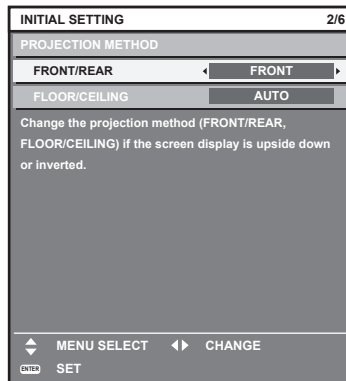 INITIAL SETTING 2/6
PROJECTION METHOD
FRONT/REAR FRONT
FLOOR/CEILING AUTO
Change the projection method (FRONT/REAR,
FLOOR/CEILING) if the screen display is upside down
or inverted.
MENU SELECT CHANGE
ENTER SET